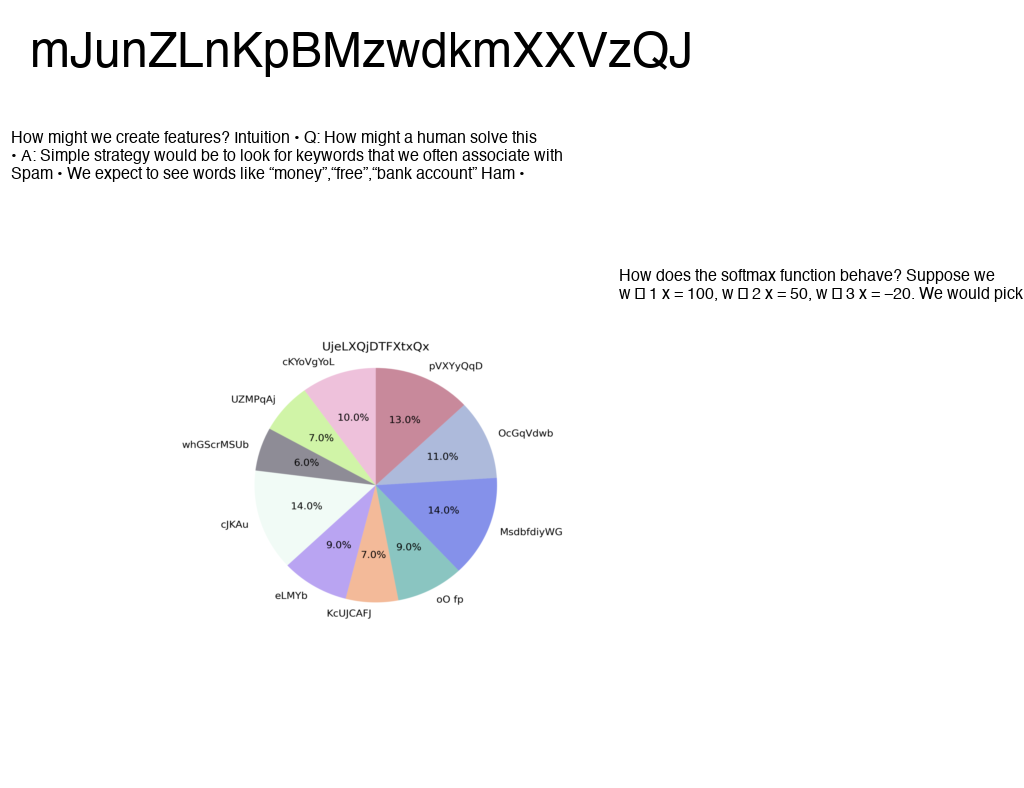 mJunZLnKpBMzwdkmXXVzQJ
How might we create features? Intuition • Q: How might a human solve this
• A: Simple strategy would be to look for keywords that we often associate with
Spam • We expect to see words like “money”,“free”,“bank account” Ham •
How does the softmax function behave? Suppose we
w □ 1 x = 100, w □ 2 x = 50, w □ 3 x = −20. We would pick
UjeLXQjDTFXtxQx
cKYoVgYoL
pVXYyQqD
UZMPqAj
10.0%
13.0%
OcGqVdwb
7.0%
whGScrMSUb
11.0%
6.0%
14.0%
14.0%
cJKAu
MsdbfdiyWG
9.0%
9.0%
7.0%
eLMYb
oO fp
KcUJCAFJ